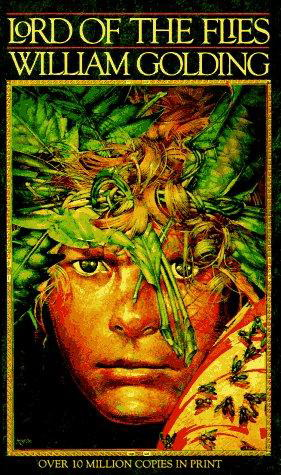 LORD OF THE FLIES
WILLIAM GOLDING
OVER 10 MILLION COPIES IN PRINT